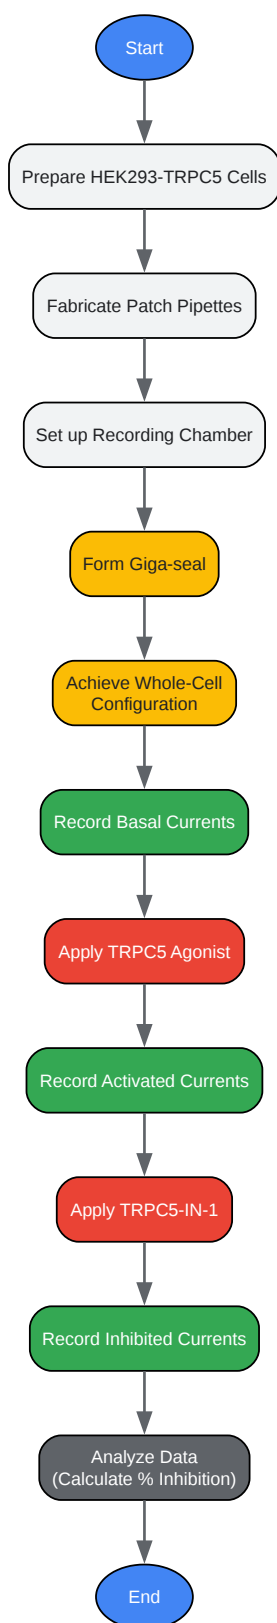 Start
Prepare HEK293-TRPC5 Cells
Fabricate Patch Pipettes
Set up Recording Chamber
Form Giga-seal
Achieve Whole-Cell
Configuration
Record Basal Currents
Apply TRPC5 Agonist
Record Activated Currents
Apply TRPC5-IN-1
Record Inhibited Currents
Analyze Data
(Calculate % Inhibition)
End